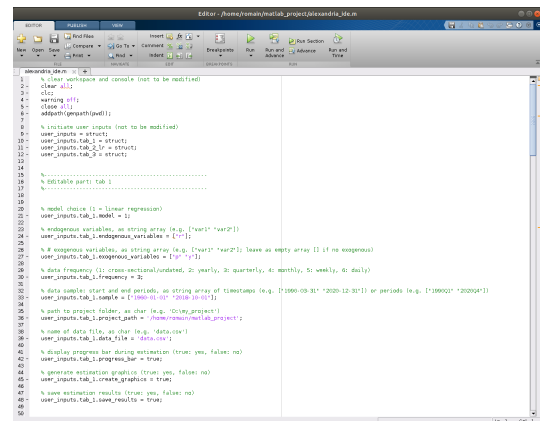 Editor - /home/romain/matlab_project/alexandria_ide.m
EDITOR PUBLISH VIEW
New Open Save
Find Files
Compare
Print
Go To
Find
Insert fx
Comment
Indent
Breakpoints
Run
Run and Advance
Run Section
Advance
Run and Time
FILE NAVIGATE EDIT BREAKPOINTS RUN
alexandria_ide.m +
1 % clear workspace and console (not to be modified)
2 - clear all;
3 - clc;
4 - warning off;
5 - close all;
6 - addpath(genpath(pwd));
7
8 % initiate user inputs (not to be modified)
9 - user_inputs = struct;
10 - user_inputs.tab_1 = struct;
11 - user_inputs.tab_2_lr = struct;
12 - user_inputs.tab_3 = struct;
13
14
15 %---------------------------------------------------
16 % Editable part: tab 1
17 %---------------------------------------------------
18
19
20 % model choice (1 = linear regression)
21 - user_inputs.tab_1.model = 1;
22
23 % endogenous variables, as string array (e.g. ["var1" "var2"])
24 - user_inputs.tab_1.endogenous_variables = ["r"];
25
26 % # exogenous variables, as string array (e.g. ["var1" "var2"]; leave as empty array [] if no exogenous)
27 - user_inputs.tab_1.exogenous_variables = ["p" "y"];
28
29 % data frequency (1: cross-sectional/undated, 2: yearly, 3: quarterly, 4: monthly, 5: weekly, 6: daily)
30 - user_inputs.tab_1.frequency = 3;
31
32 % data sample: start and end periods, as string array of timestamps (e.g. ["1990-03-31" "2020-12-31"]) or periods (e.g. ["1990Q1" "2020Q4"])
33 - user_inputs.tab_1.sample = ["1960-01-01" "2016-10-01"];
34
35 % path to project folder, as char (e.g. 'D:\my_project')
36 - user_inputs.tab_1.project_path = '/home/romain/matlab_project';
37
38 % name of data file, as char (e.g. 'data.csv')
39 - user_inputs.tab_1.data_file = 'data.csv';
40
41 % display progress bar during estimation (true: yes, false: no)
42 - user_inputs.tab_1.progress_bar = true;
43
44 % generate estimation graphics (true: yes, false: no)
45 - user_inputs.tab_1.create_graphics = true;
46
47 % save estimation results (true: yes, false: no)
48 - user_inputs.tab_1.save_results = true;
49
50